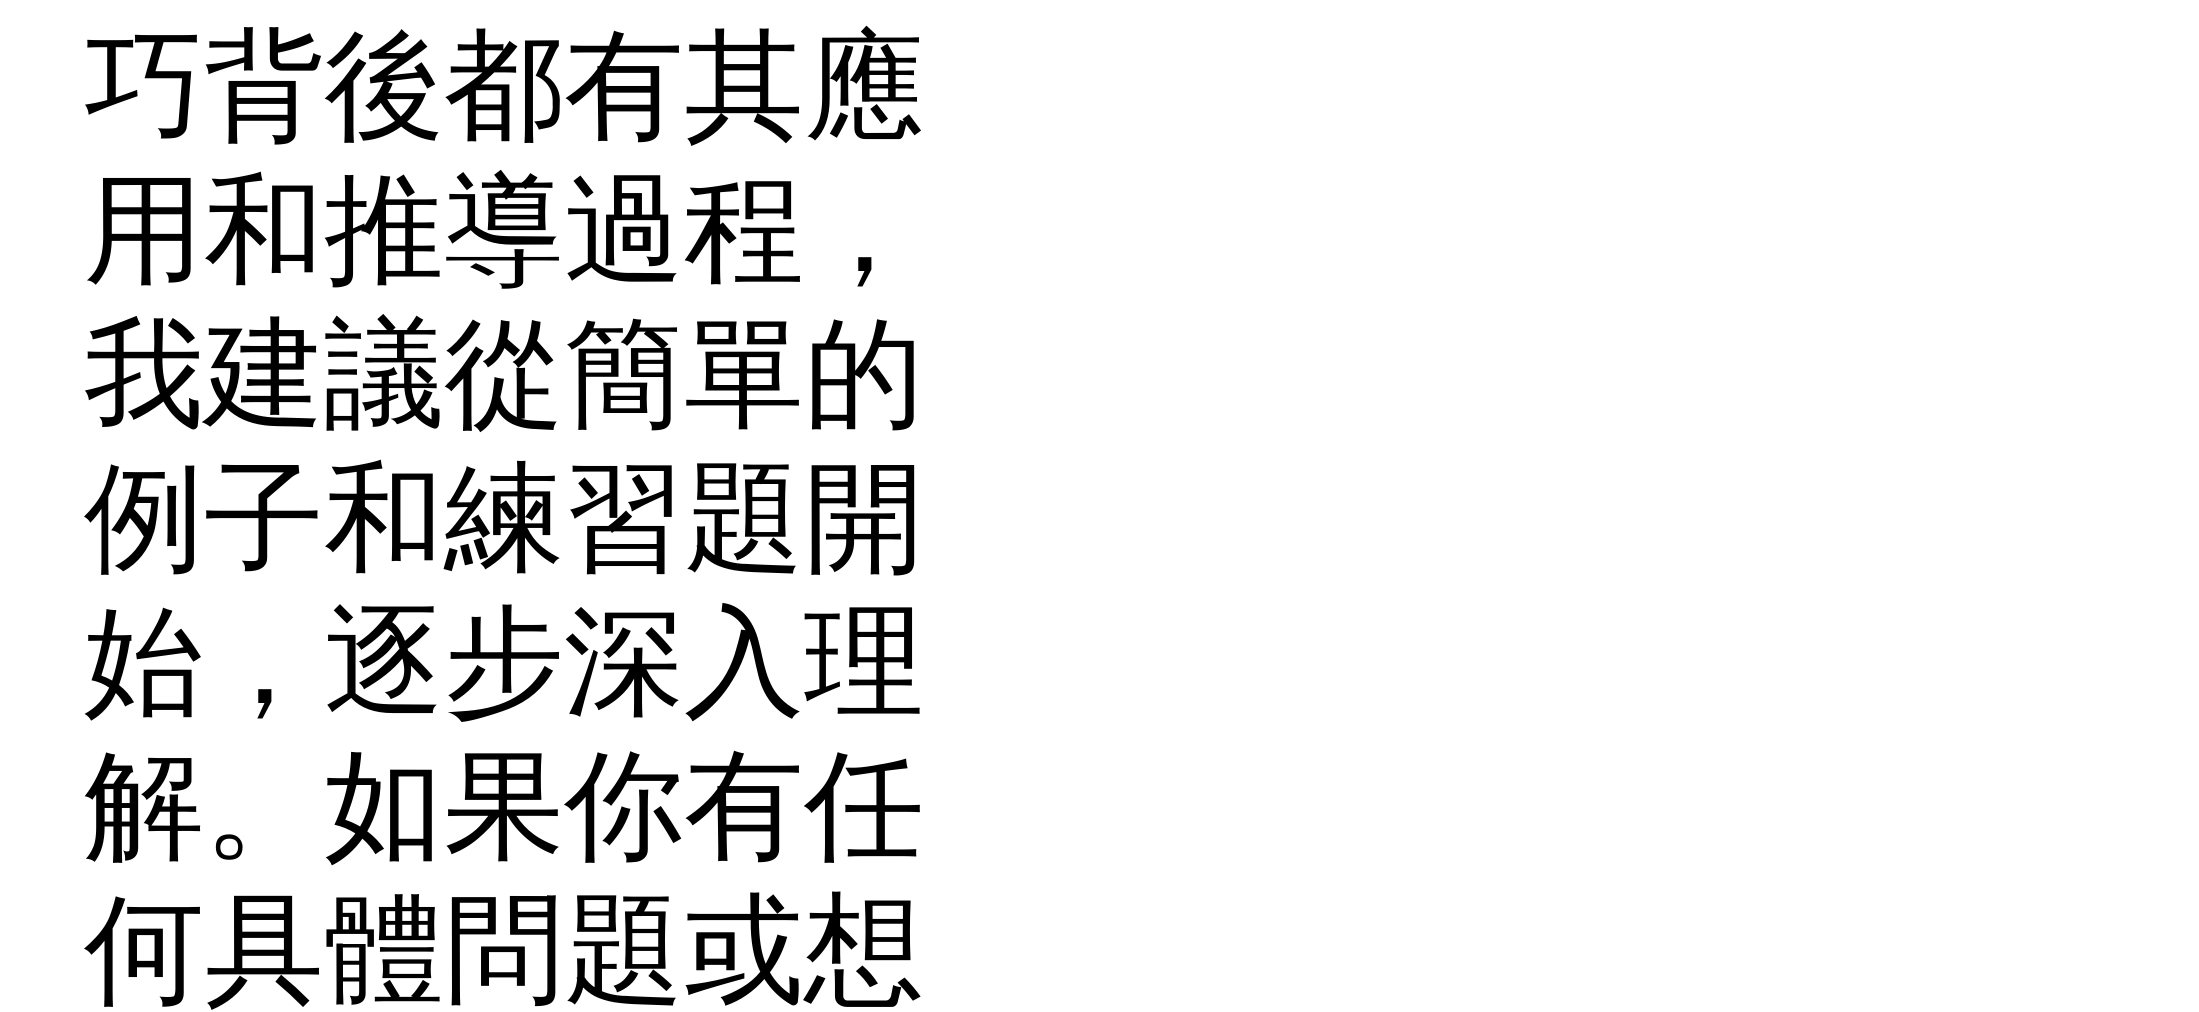 巧背後都有其應
用和推導過程，
我建議從簡單的
例子和練習題開
始，逐步深入理
解。如果你有任
何具體問題或想